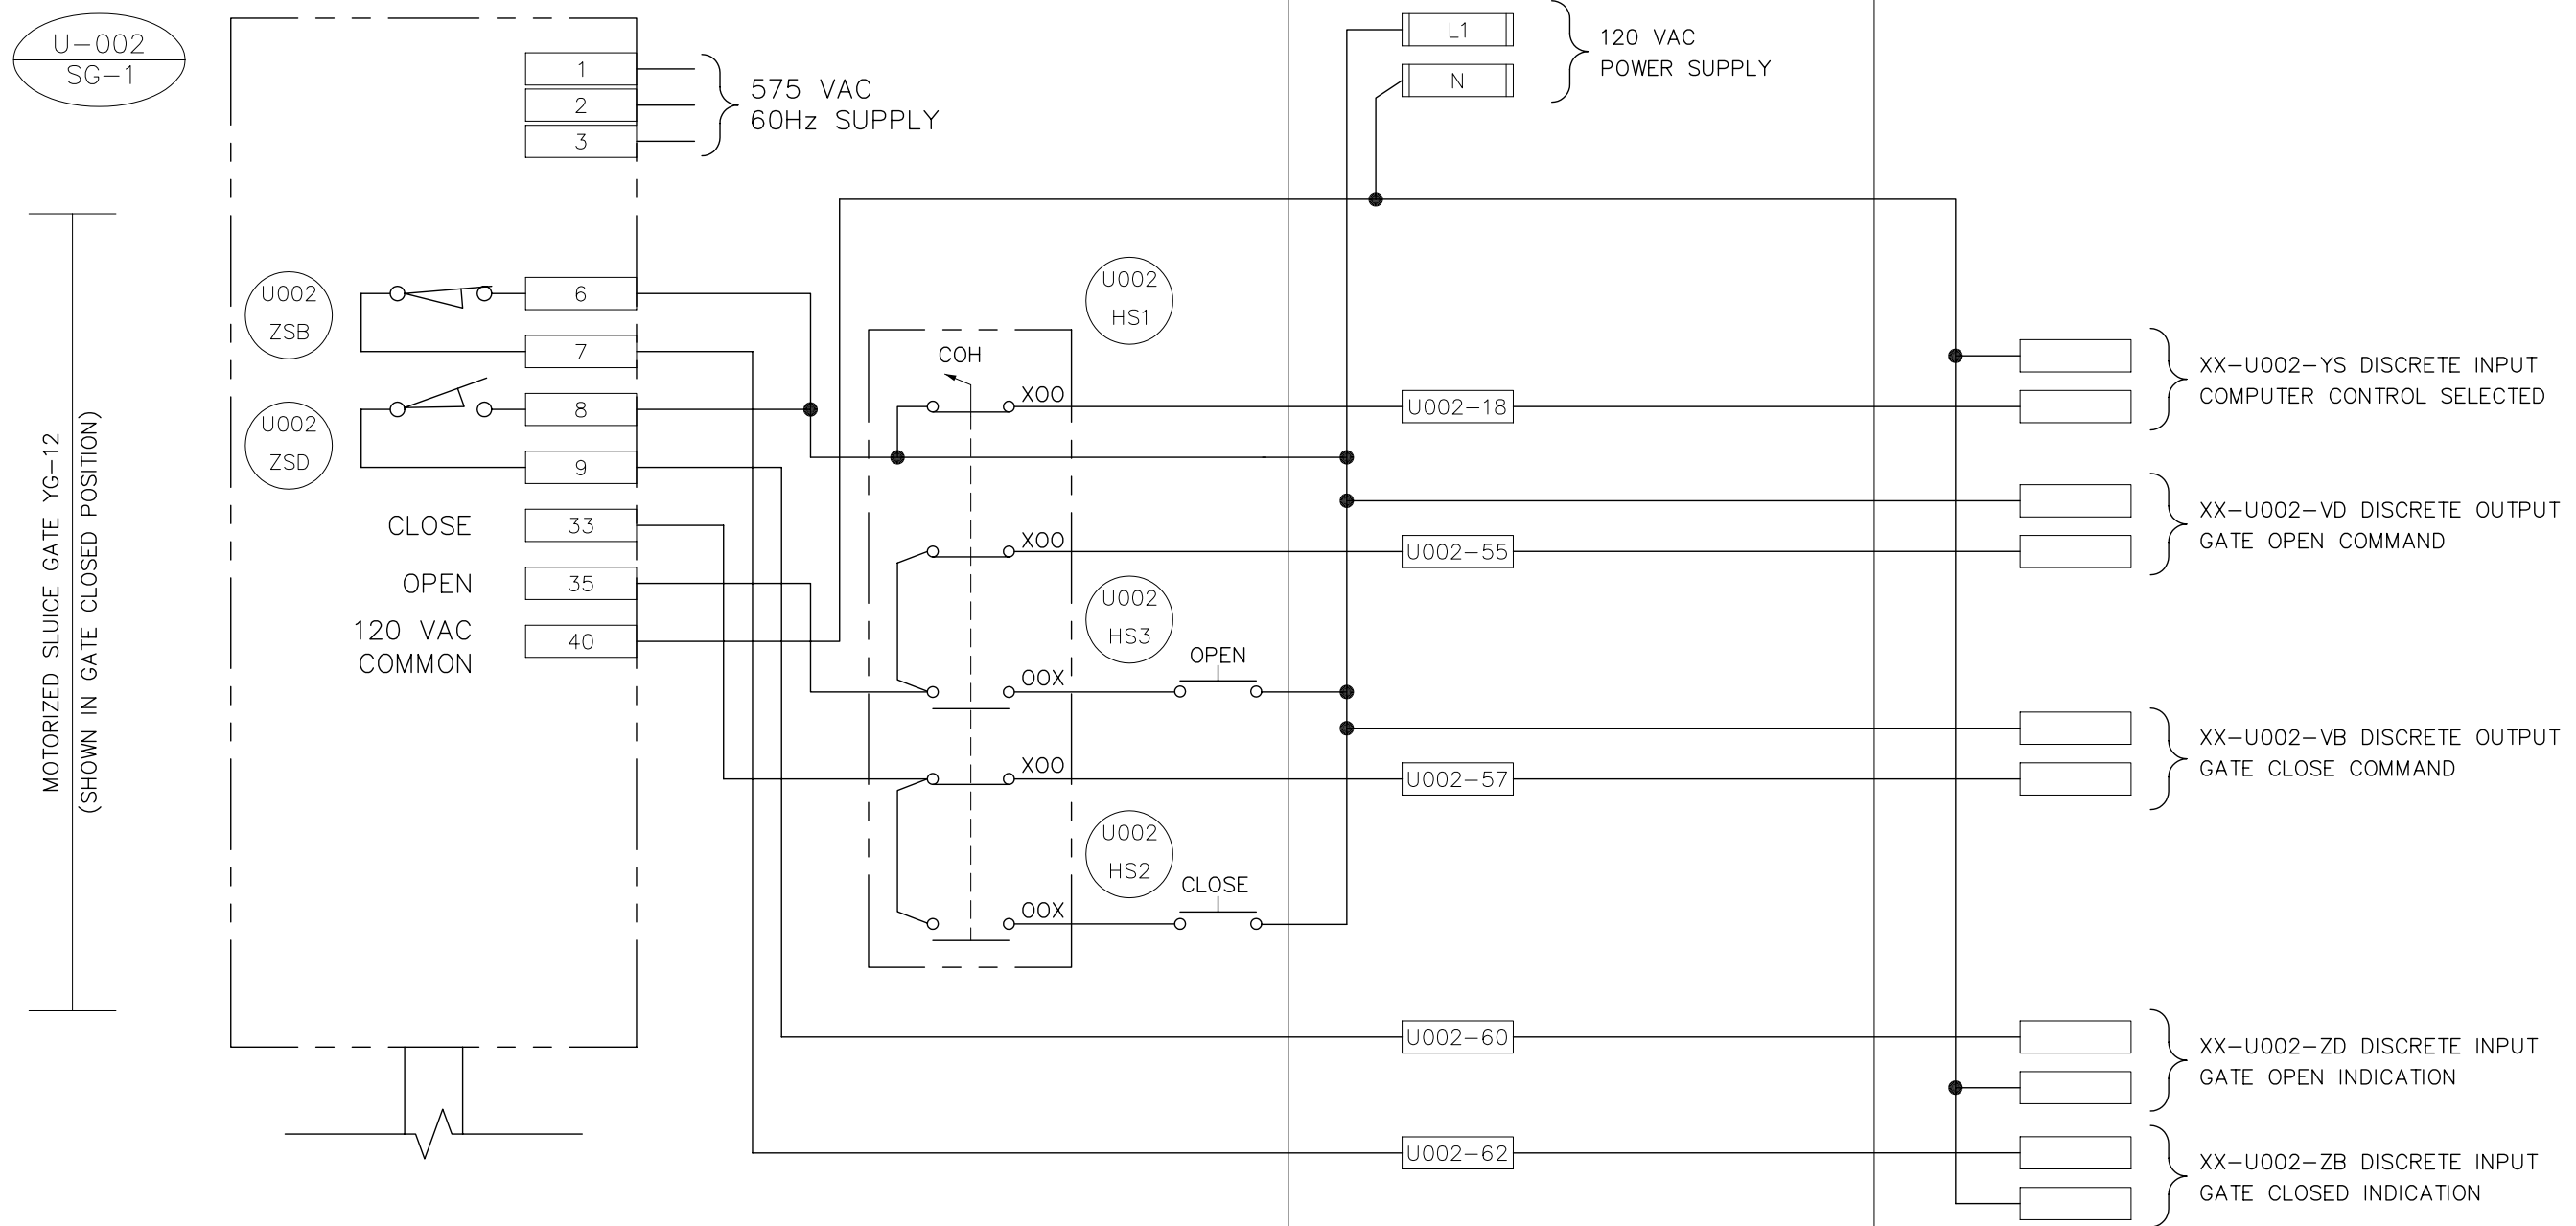 U-002
SG-1
1
2
3
575 VAC
60Hz SUPPLY
L1
N
120 VAC
POWER SUPPLY
MOTORIZED SLUICE GATE YG-12
(SHOWN IN GATE CLOSED POSITION)
U002
ZSB
6
7
U002
ZSD
8
9
CLOSE
33
OPEN
35
120 VAC
COMMON
40
U002
HS1
COH
XOO
U002-18
XX-U002-YS DISCRETE INPUT
COMPUTER CONTROL SELECTED
XOO
U002-55
XX-U002-VD DISCRETE OUTPUT
GATE OPEN COMMAND
U002
HS3
OPEN
OOX
XOO
U002-57
XX-U002-VB DISCRETE OUTPUT
GATE CLOSE COMMAND
U002
HS2
CLOSE
OOX
U002-60
XX-U002-ZD DISCRETE INPUT
GATE OPEN INDICATION
U002-62
XX-U002-ZB DISCRETE INPUT
GATE CLOSED INDICATION